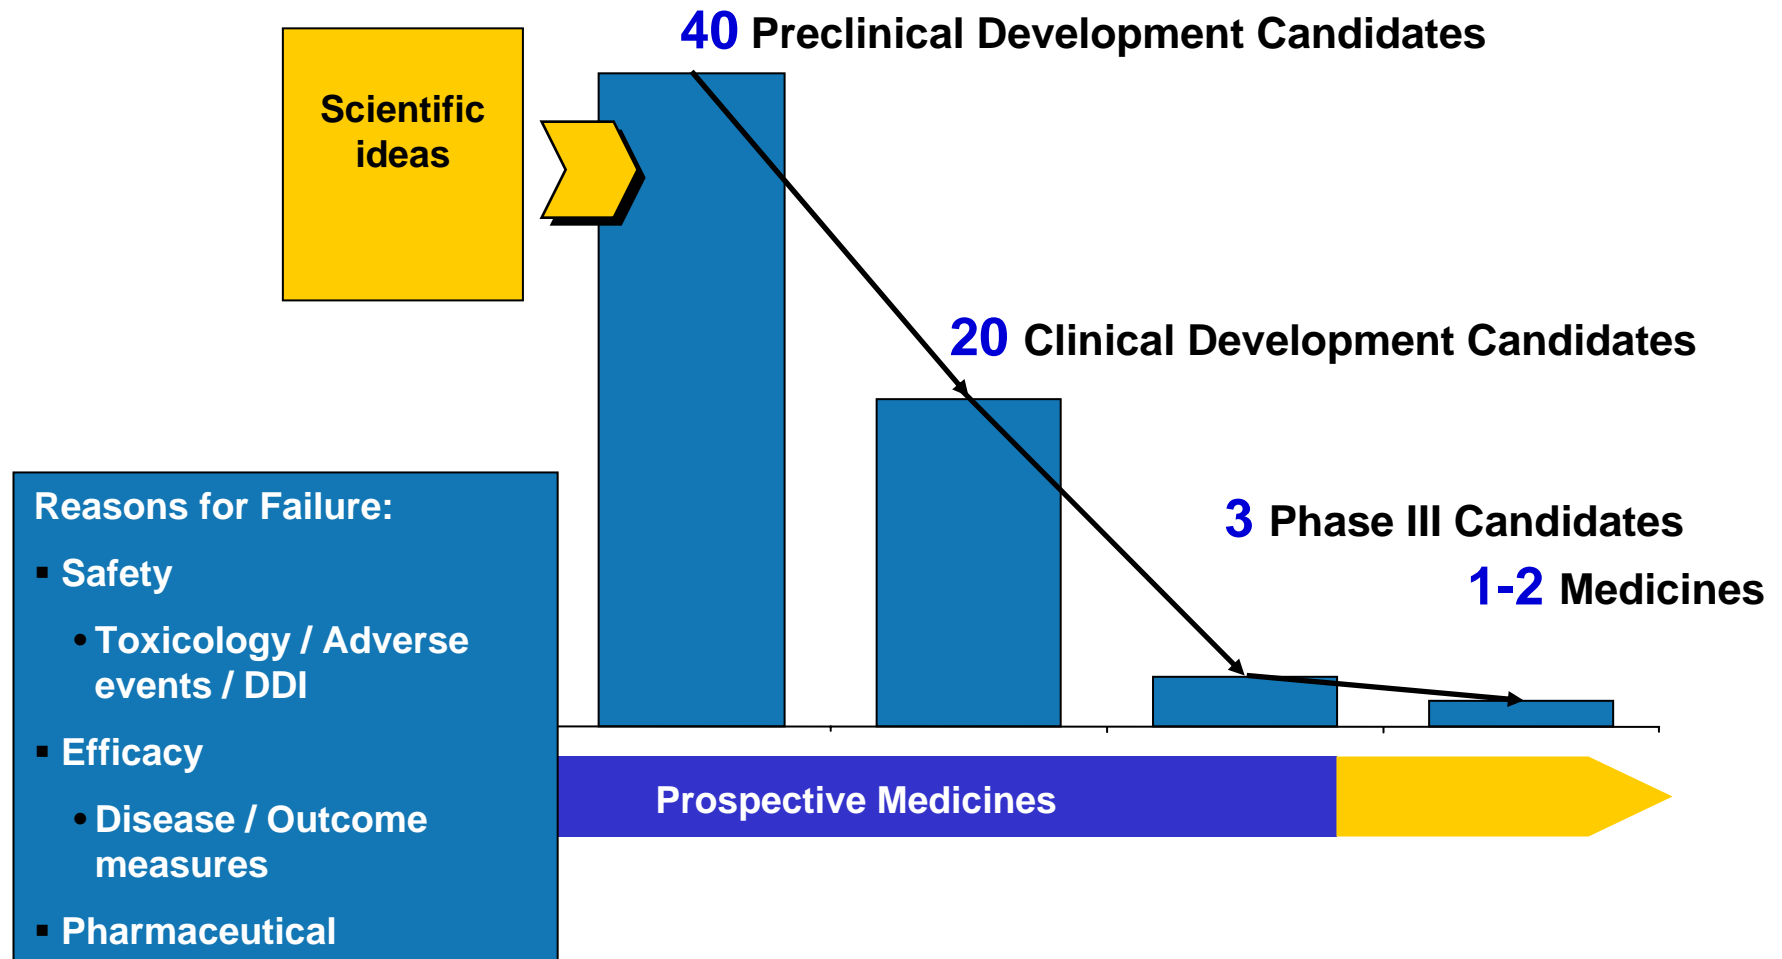 40 Preclinical Development Candidates
Scientific
ideas
20 Clinical Development Candidates
3 Phase III Candidates
1-2 Medicines
Reasons for Failure:
▪ Safety
• Toxicology / Adverse
events / DDI
▪ Efficacy
• Disease / Outcome
measures
▪ Pharmaceutical
Prospective Medicines